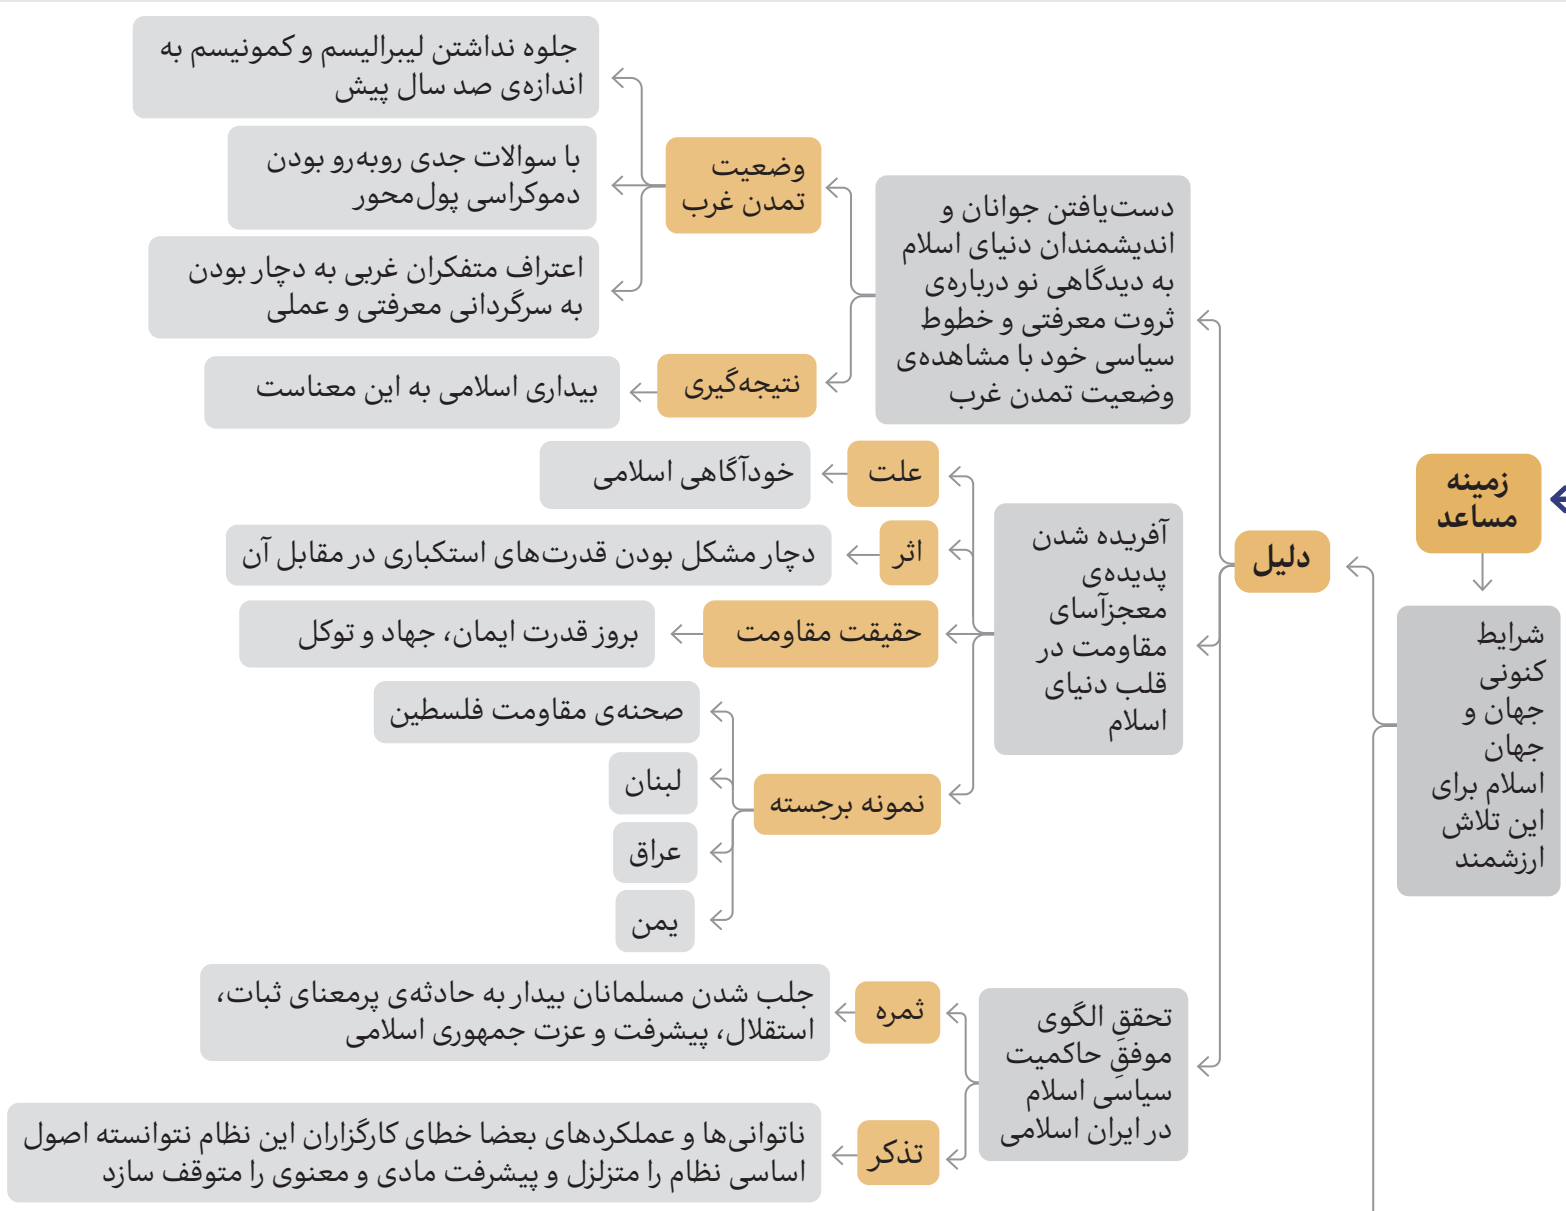 زمینه
مساعد
شرایط
کنونی
جهان و
جهان
اسلام برای
این تلاش
ارزشمند
دلیل
دست‌یافتن جوانان و
اندیشمندان دنیای اسلام
به دیدگاهی نو درباره‌ی
ثروت معرفتی و خطوط
سیاسی خود با مشاهده‌ی
وضعیت تمدن غرب
وضعیت
تمدن غرب
جلوه نداشتن لیبرالیسم و کمونیسم به
اندازه‌ی صد سال پیش
با سوالات جدی روبه‌رو بودن
دموکراسی پول‌محور
اعتراف متفکران غربی به دچار بودن
به سرگردانی معرفتی و عملی
نتیجه‌گیری
بیداری اسلامی به این معناست
آفریده شدن
پدیده‌ی
معجزآسای
مقاومت در
قلب دنیای
اسلام
علت
خودآگاهی اسلامی
اثر
دچار مشکل بودن قدرت‌های استکباری در مقابل آن
حقیقت مقاومت
بروز قدرت ایمان، جهاد و توکل
نمونه برجسته
صحنه‌ی مقاومت فلسطین
لبنان
عراق
یمن
تحققِ الگوی
موفقِ حاکمیت
سیاسی اسلام
در ایران اسلامی
ثمره
جلب شدن مسلمانان بیدار به حادثه‌ی پرمعنای ثبات،
استقلال، پیشرفت و عزت جمهوری اسلامی
تذکر
ناتوانی‌ها و عملکردهای بعضا خطای کارگزاران این نظام نتوانسته اصول
اساسی نظام را متزلزل و پیشرفت مادی و معنوی را متوقف سازد